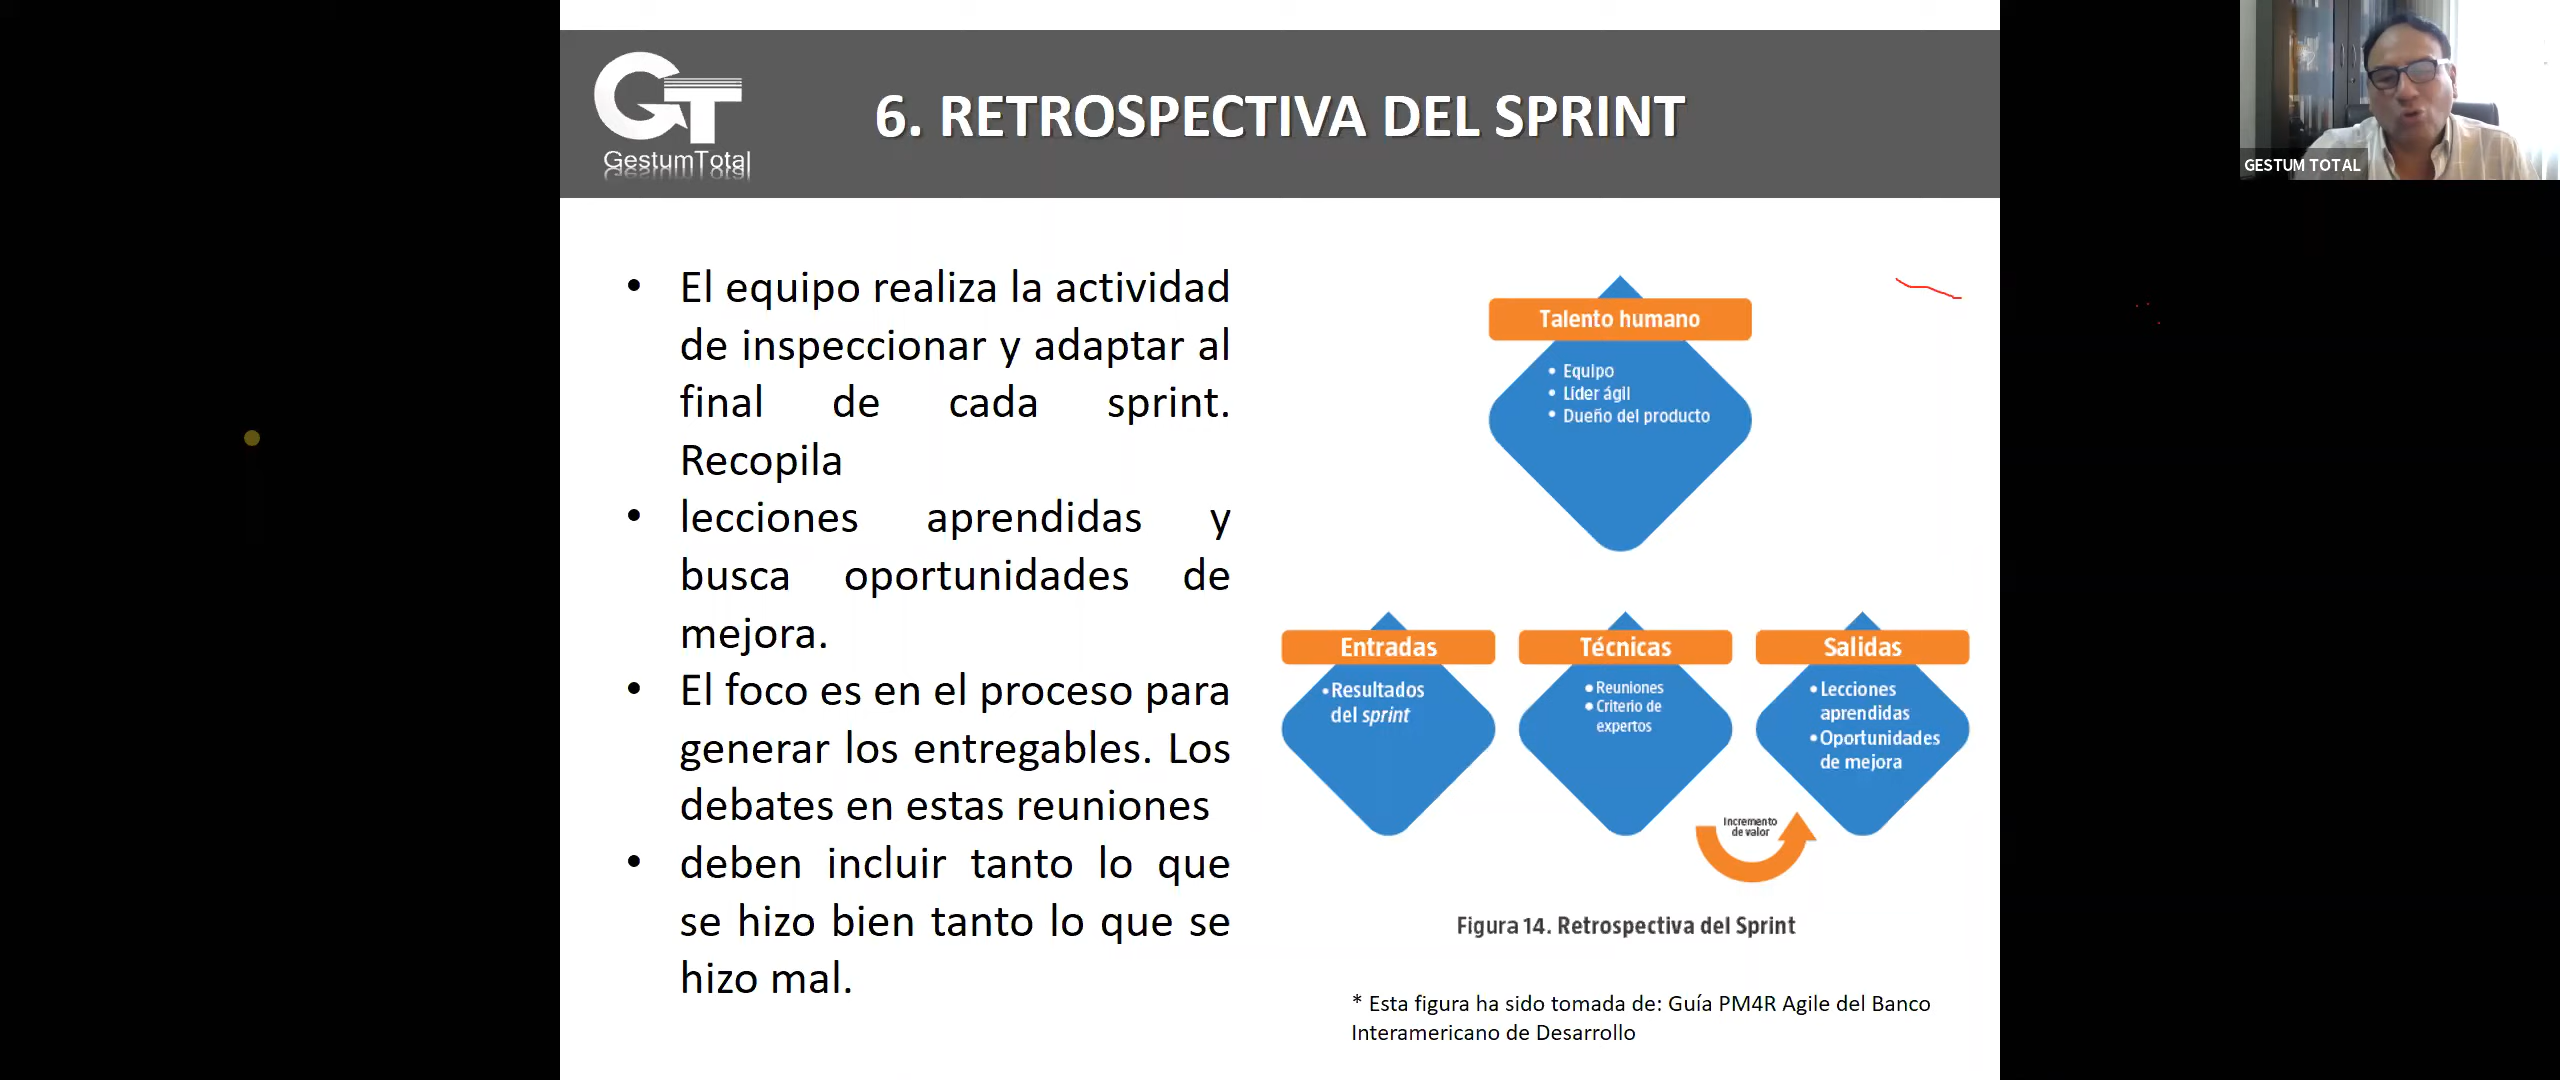 GT
GestumTotal
6. RETROSPECTIVA DEL SPRINT
GESTUM TOTAL
• El equipo realiza la actividad
de inspeccionar y adaptar al
final de cada sprint.
Recopila
• lecciones aprendidas y
busca oportunidades de
mejora.
• El foco es en el proceso para
generar los entregables. Los
debates en estas reuniones
• deben incluir tanto lo que
se hizo bien tanto lo que se
hizo mal.
Talento humano
• Equipo
• Líder ágil
• Dueño del producto
Entradas
• Resultados
del sprint
Técnicas
• Reuniones
• Criterio de
expertos
Salidas
• Lecciones
aprendidas
• Oportunidades
de mejora
Incremento
de valor
Figura 14. Retrospectiva del Sprint
* Esta figura ha sido tomada de: Guía PM4R Agile del Banco
Interamericano de Desarrollo